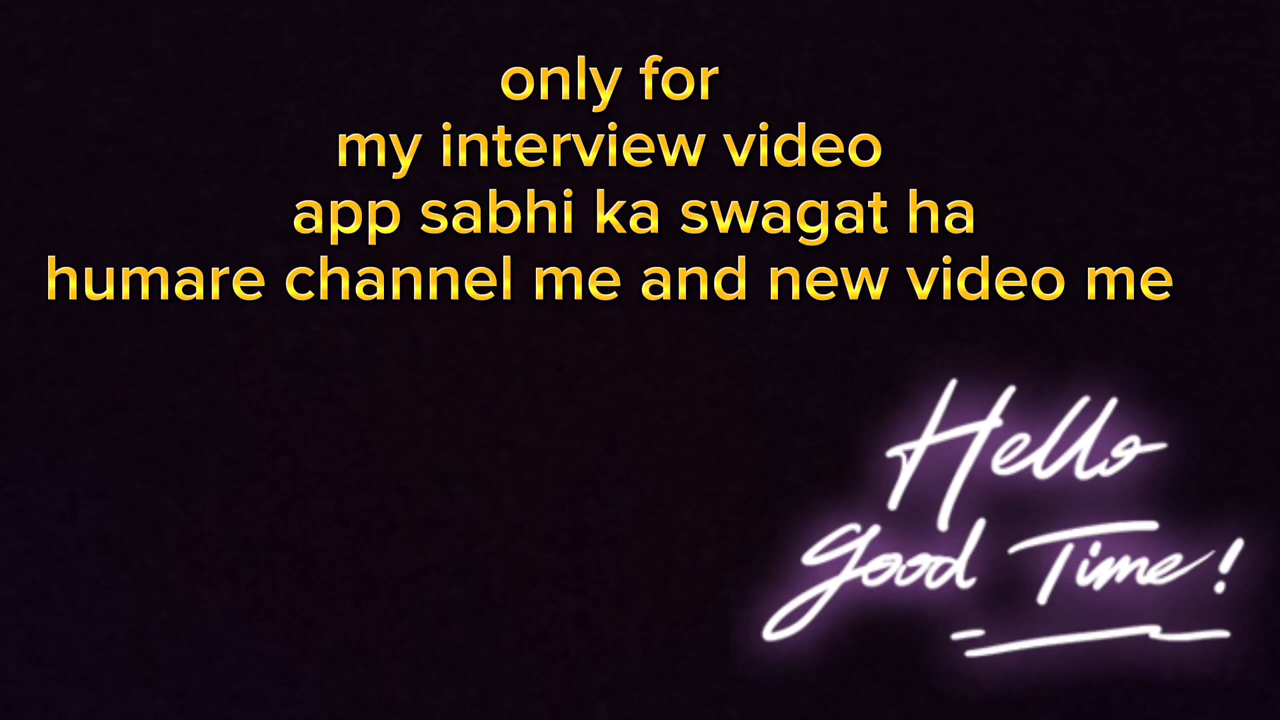 only for
my interview video
app sabhi ka swagat ha
humare channel me and new video me
Hello
good Time!